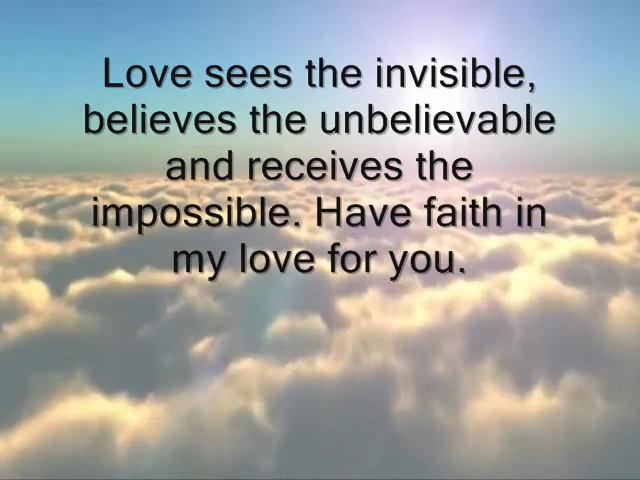 Love sees the invisible,
believes the unbelievable
and receives the
impossible. Have faith in
my love for you.